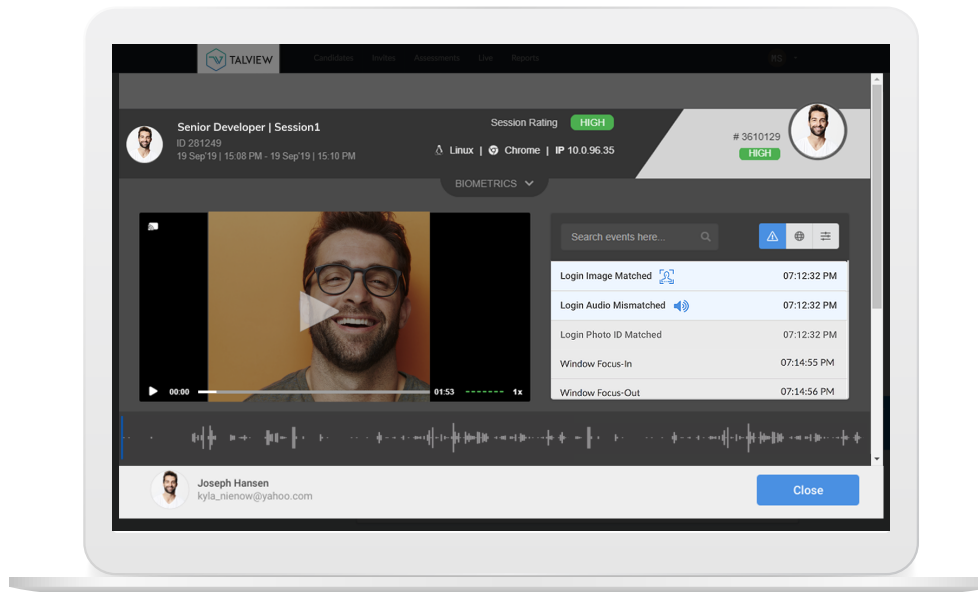 TALVIEW
Candidates Invites Assessments Live Reports
Senior Developer | Session1
ID 281249
19 Sep'19 | 15:08 PM - 19 Sep'19 | 15:10 PM
Session Rating HIGH
Linux | Chrome | IP 10.0.96.35
# 3610129
HIGH
BIOMETRICS
Search events here...
Login Image Matched 07:12:32 PM
Login Audio Mismatched 07:12:32 PM
Login Photo ID Matched 07:12:32 PM
Window Focus-In 07:14:55 PM
Window Focus-Out 07:14:56 PM
00:00 01:53 1x
Joseph Hansen
kyla_nienow@yahoo.com
Close